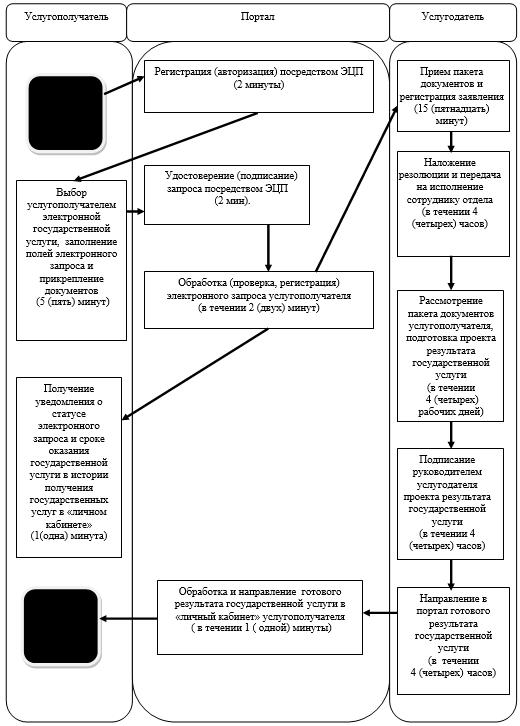 Услугополучатель
Портал
Услугодатель
Регистрация (авторизация) посредством ЭЦП
(2 минуты)
Выбор
услугополучателем
электронной
государственной
услуги, заполнение
полей электронного
запроса и
прикрепление
документов
(5 (пять) минут
Удостоверение (подписание)
запроса посредством ЭЦП
(2 мин).
Обработка (проверка, регистрация)
электронного запроса услугополучателя
(в течении 2 (двух) минут)
Получение
уведомления о
статусе
электронного
запроса и сроке
оказания
государственной
услуги в истории
получения
государственных
услуг в «личном
кабинете»
(1(одна) минута)
Прием пакета
документов и
регистрация заявления
(15 (пятнадцать)
минут)
Наложение
резолюции и передача
на исполнение
сотруднику отдела
(в течении 4
(четырех) часов)
Рассмотрение
пакета документов
услугополучателя,
подготовка проекта
результата
государственной
услуги
(в течении
4 (четырех)
рабочих дней)
Подписание
руководителем
услугодателя
проекта результата
государственной
услуги
(в течении 4
(четырех) часов)
Направление в
портал готового
результата
государственной
услуги
(в течении
4 (четырех) часов)
Обработка и направление готового
результата государственной услуги в
«личный кабинет» услугополучателя
( в течении 1 ( одной) минуты)